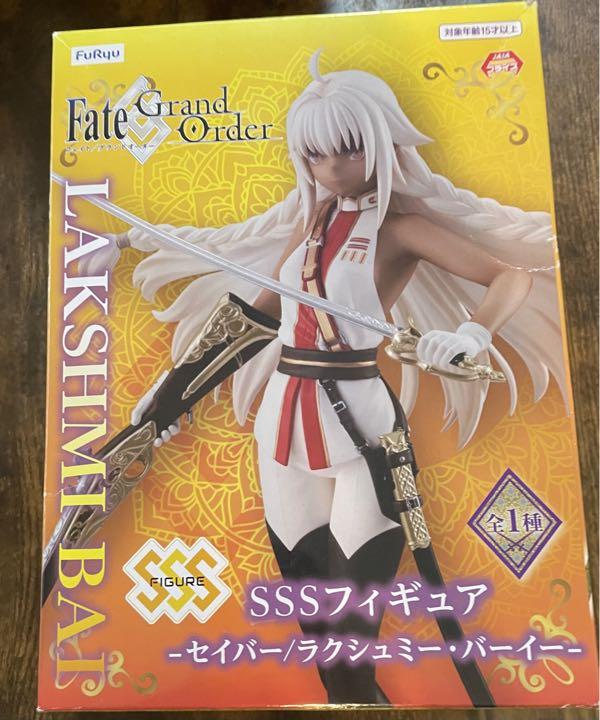 FuRyu
対象年齢15才以上
JAIA
プライズ
Fate
Grand
Order
フェイト/グランドオーダー
LAKSHMI BAI
全1種
SSS
FIGURE
SSSフィギュア
-セイバー/ラクシュミー・バーイー-